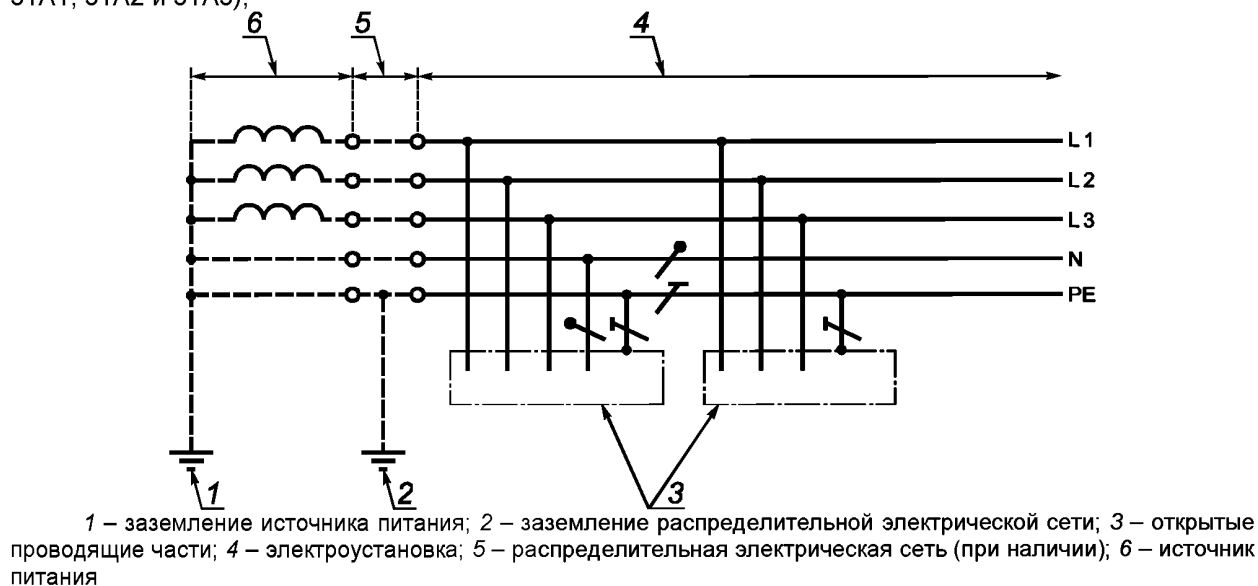 31А1, 31А2 и 31А3);
6 5 4
L1
L2
L3
N
PE
1 2 3
1 – заземление источника питания; 2 – заземление распределительной электрической сети; 3 – открытые
проводящие части; 4 – электроустановка; 5 – распределительная электрическая сеть (при наличии); 6 – источник
питания